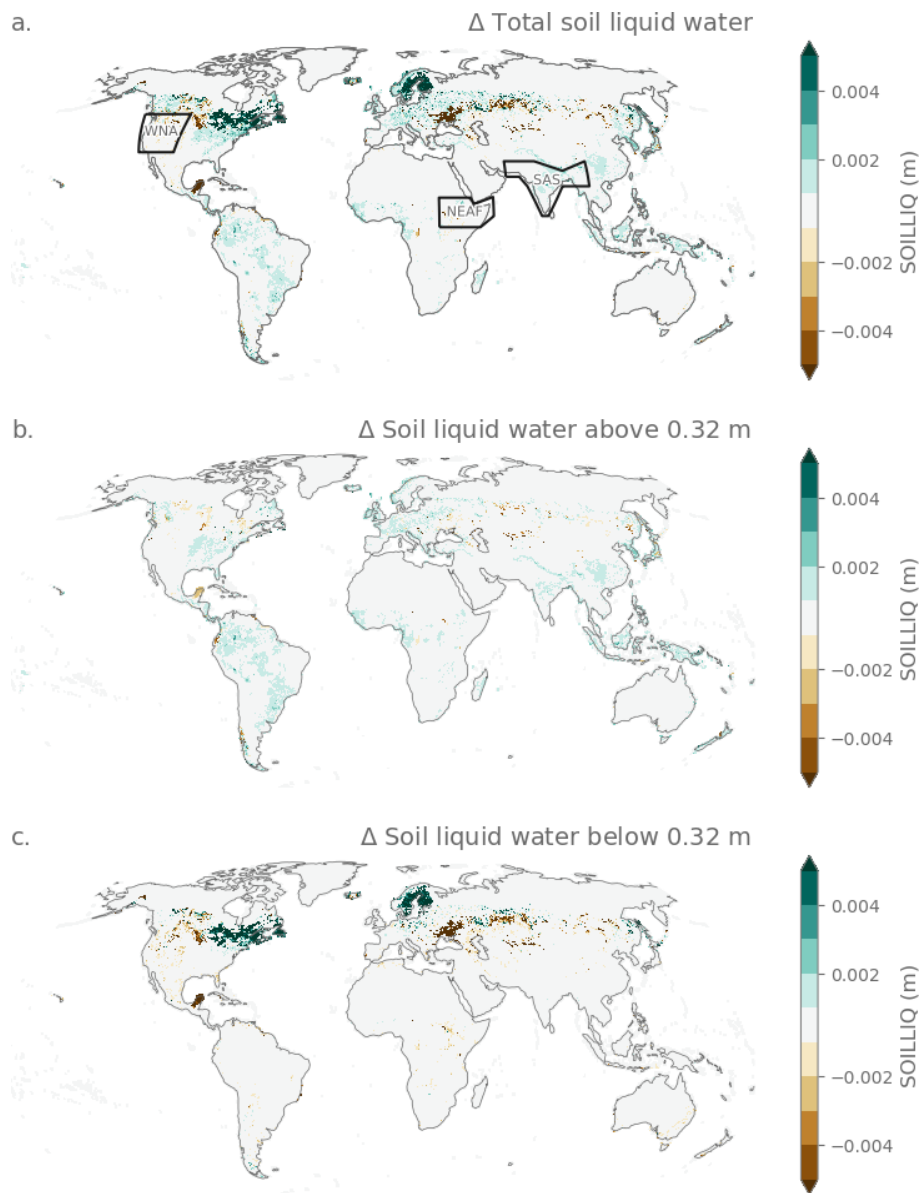 a.
Δ Total soil liquid water
WNA
NEAF
SAS
0.004
0.002
−0.002
−0.004
SOILLIQ (m)
b.
Δ Soil liquid water above 0.32 m
0.004
0.002
−0.002
−0.004
SOILLIQ (m)
c.
Δ Soil liquid water below 0.32 m
0.004
0.002
−0.002
−0.004
SOILLIQ (m)